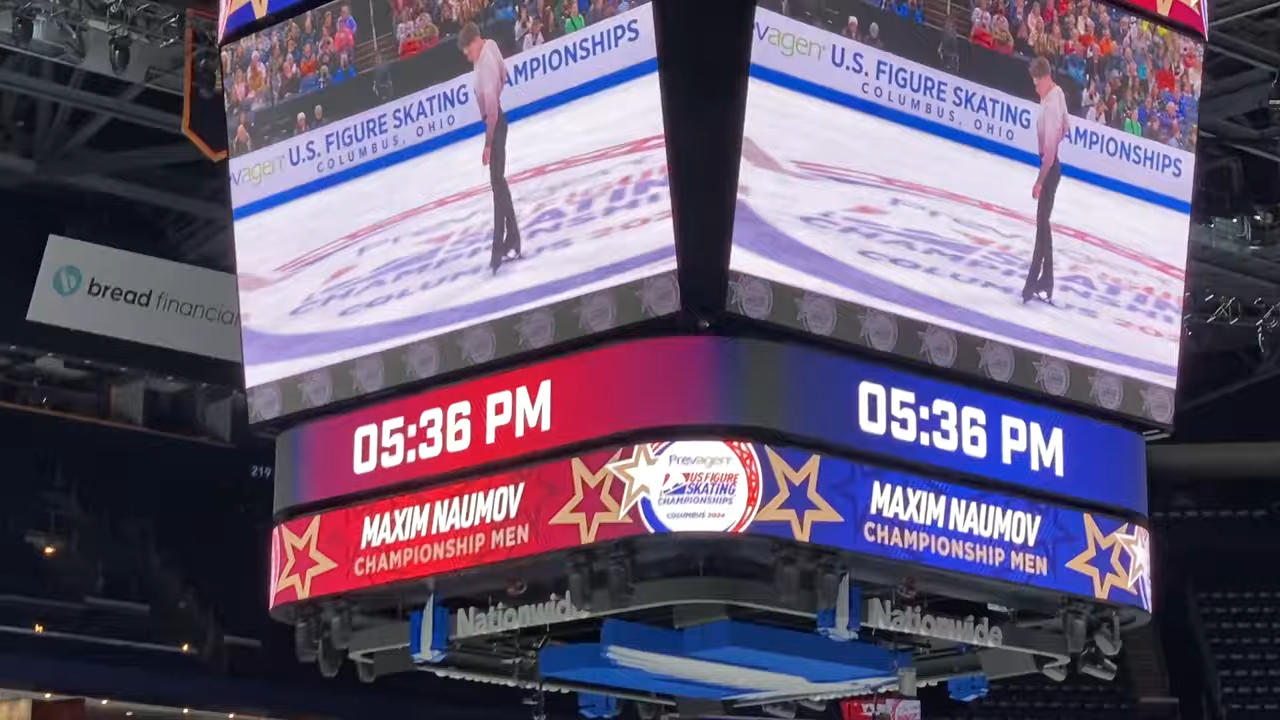 vagen U.S. FIGURE SKATING AMPIONSHIPS
COLUMBUS, OHIO
vagen U.S. FIGURE SKATING AMPIONSHIPS
COLUMBUS, OHIO
bread financial
219
05:36 PM
05:36 PM
Prevagen
US FIGURE
SKATING
CHAMPIONSHIPS
COLUMBUS 2024
MAXIM NAUMOV
CHAMPIONSHIP MEN
MAXIM NAUMOV
CHAMPIONSHIP MEN
Nationwide
Nationwide